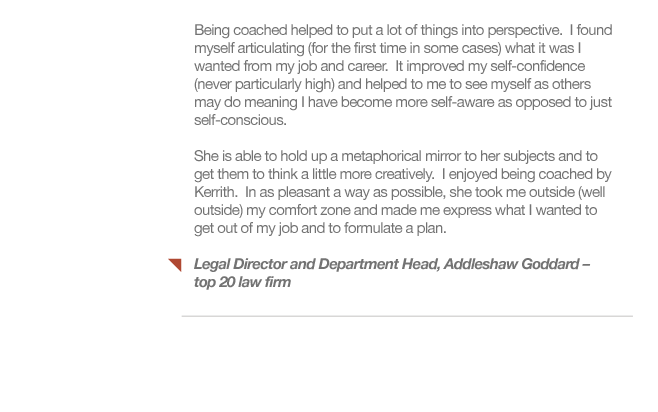 Being coached helped to put a lot of things into perspective.  I found
myself articulating (for the first time in some cases) what it was I
wanted from my job and career.  It improved my self-confidence
(never particularly high) and helped to me to see myself as others
may do meaning I have become more self-aware as opposed to just
self-conscious.
She is able to hold up a metaphorical mirror to her subjects and to
get them to think a little more creatively.  I enjoyed being coached by
Kerrith.  In as pleasant a way as possible, she took me outside (well
outside) my comfort zone and made me express what I wanted to
get out of my job and to formulate a plan.
Legal Director and Department Head, Addleshaw Goddard –
top 20 law firm